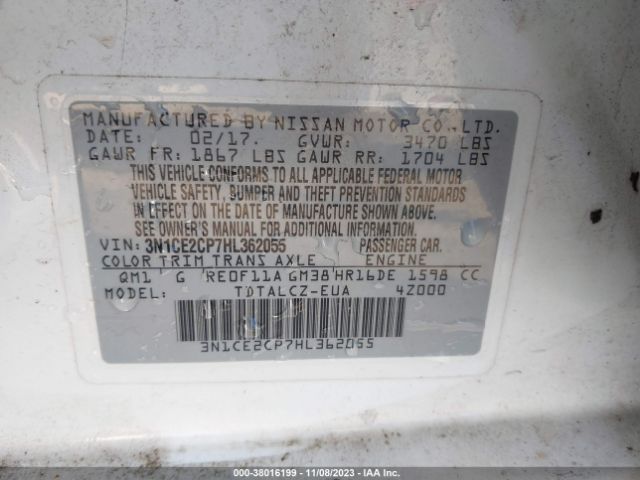 MANUFACTURED BY NISSAN MOTOR CO.,LTD.
DATE: 02/17. GVWR: 3470 LBS
GAWR FR: 1867 LBS GAWR RR: 1704 LBS
THIS VEHICLE CONFORMS TO ALL APPLICABLE FEDERAL MOTOR
VEHICLE SAFETY, BUMPER AND THEFT PREVENTION STANDARDS
IN EFFECT ON THE DATE OF MANUFACTURE SHOWN ABOVE.
SEE OWNER'S MANUAL FOR ADDITIONAL INFORMATION.
VIN: 3N1CE2CP7HL362055 PASSENGER CAR.
COLOR TRIM TRANS AXLE ENGINE
QM1 G RE0F11A GM38 HR16DE 1598 CC
MODEL: TDTALCZ-EUA 4Z000
3N1CE2CP7HL362055
000-38016199 - 11/08/2023 - IAA Inc.